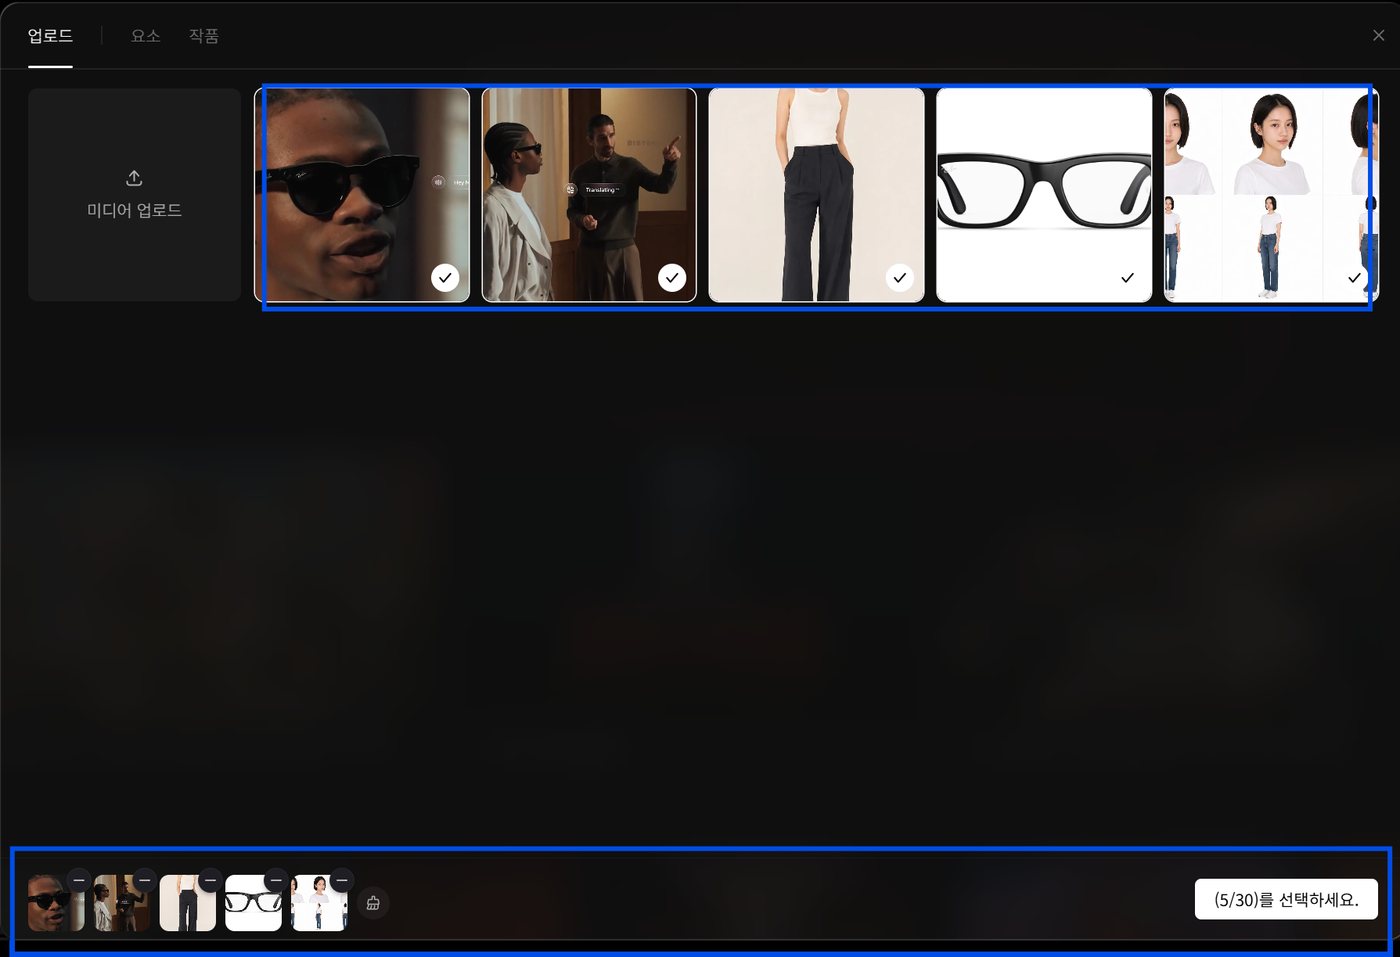 업로드
요소
작품
미디어 업로드
Translating
(5/30)를 선택하세요.